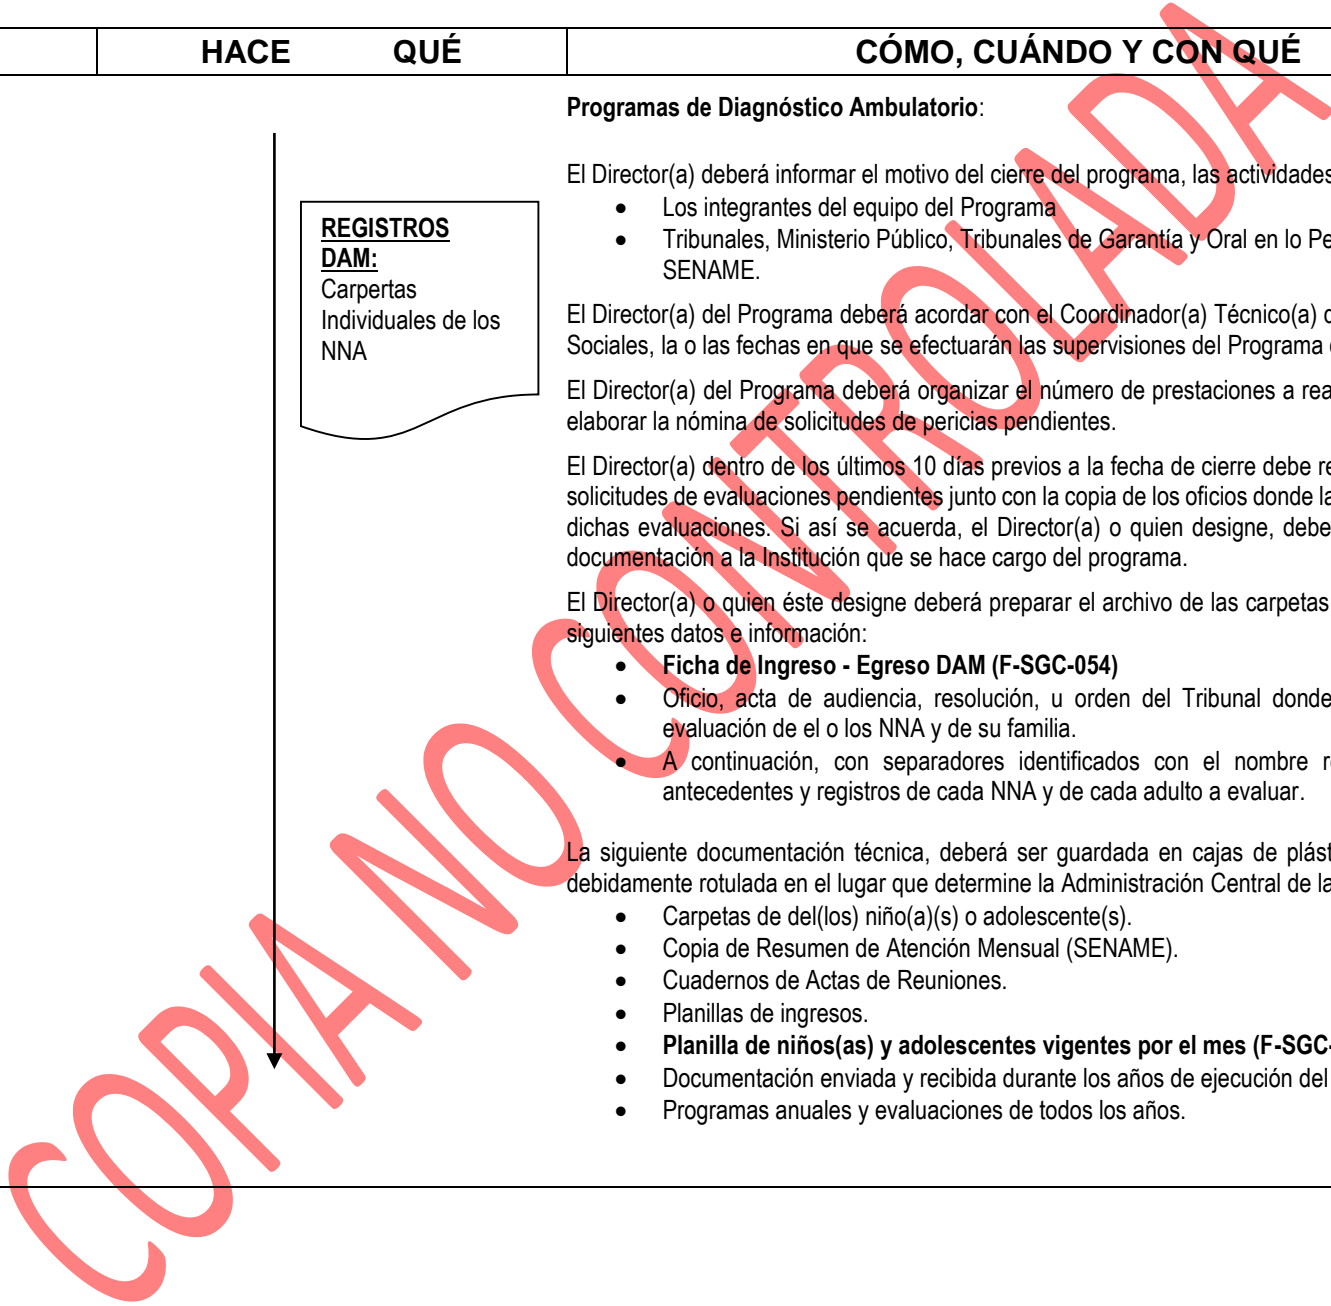 HACE QUÉ
CÓMO, CUÁNDO Y CON QUÉ
REGISTROS
DAM:
Carpertas
Individuales de los
NNA
Programas de Diagnóstico Ambulatorio:
El Director(a) deberá informar el motivo del cierre del programa, las actividades
• Los integrantes del equipo del Programa
• Tribunales, Ministerio Público, Tribunales de Garantía y Oral en lo Pe
SENAME.
El Director(a) del Programa deberá acordar con el Coordinador(a) Técnico(a)
Sociales, la o las fechas en que se efectuarán las supervisiones del Programa
El Director(a) del Programa deberá organizar el número de prestaciones a rea
elaborar la nómina de solicitudes de pericias pendientes.
El Director(a) dentro de los últimos 10 días previos a la fecha de cierre debe re
solicitudes de evaluaciones pendientes junto con la copia de los oficios donde la
dichas evaluaciones. Si así se acuerda, el Director(a) o quien designe, debe
documentación a la Institución que se hace cargo del programa.
El Director(a) o quien éste designe deberá preparar el archivo de las carpetas
siguientes datos e información:
• Ficha de Ingreso - Egreso DAM (F-SGC-054)
• Oficio, acta de audiencia, resolución, u orden del Tribunal donde
evaluación de el o los NNA y de su familia.
• A continuación, con separadores identificados con el nombre re
antecedentes y registros de cada NNA y de cada adulto a evaluar.
La siguiente documentación técnica, deberá ser guardada en cajas de plást
debidamente rotulada en el lugar que determine la Administración Central de la
• Carpetas de del(los) niño(a)(s) o adolescente(s).
• Copia de Resumen de Atención Mensual (SENAME).
• Cuadernos de Actas de Reuniones.
• Planillas de ingresos.
• Planilla de niños(as) y adolescentes vigentes por el mes (F-SGC-
• Documentación enviada y recibida durante los años de ejecución del
• Programas anuales y evaluaciones de todos los años.
COPIA NO CONTROLADA